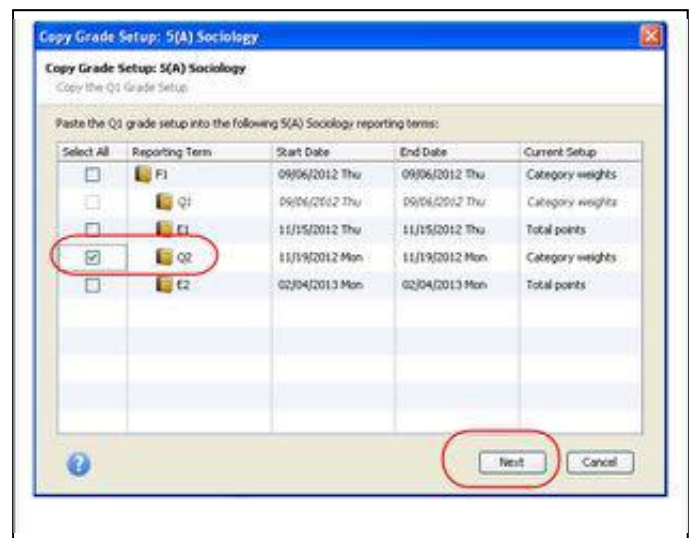 Copy Grade Setup: 5(A) Sociology
Copy Grade Setup: 5(A) Sociology
Copy the Q1 Grade Setup
Paste the Q1 grade setup into the following 5(A) Sociology reporting terms:
Select All Reporting Term Start Date End Date Current Setup
F1 09/06/2012 Thu 09/06/2012 Thu Category weights
Q1 09/06/2012 Thu 09/06/2012 Thu Category weights
E1 11/15/2012 Thu 11/15/2012 Thu Total points
Q2 11/19/2012 Mon 11/19/2012 Mon Category weights
E2 02/04/2013 Mon 02/04/2013 Mon Total points
? Next Cancel